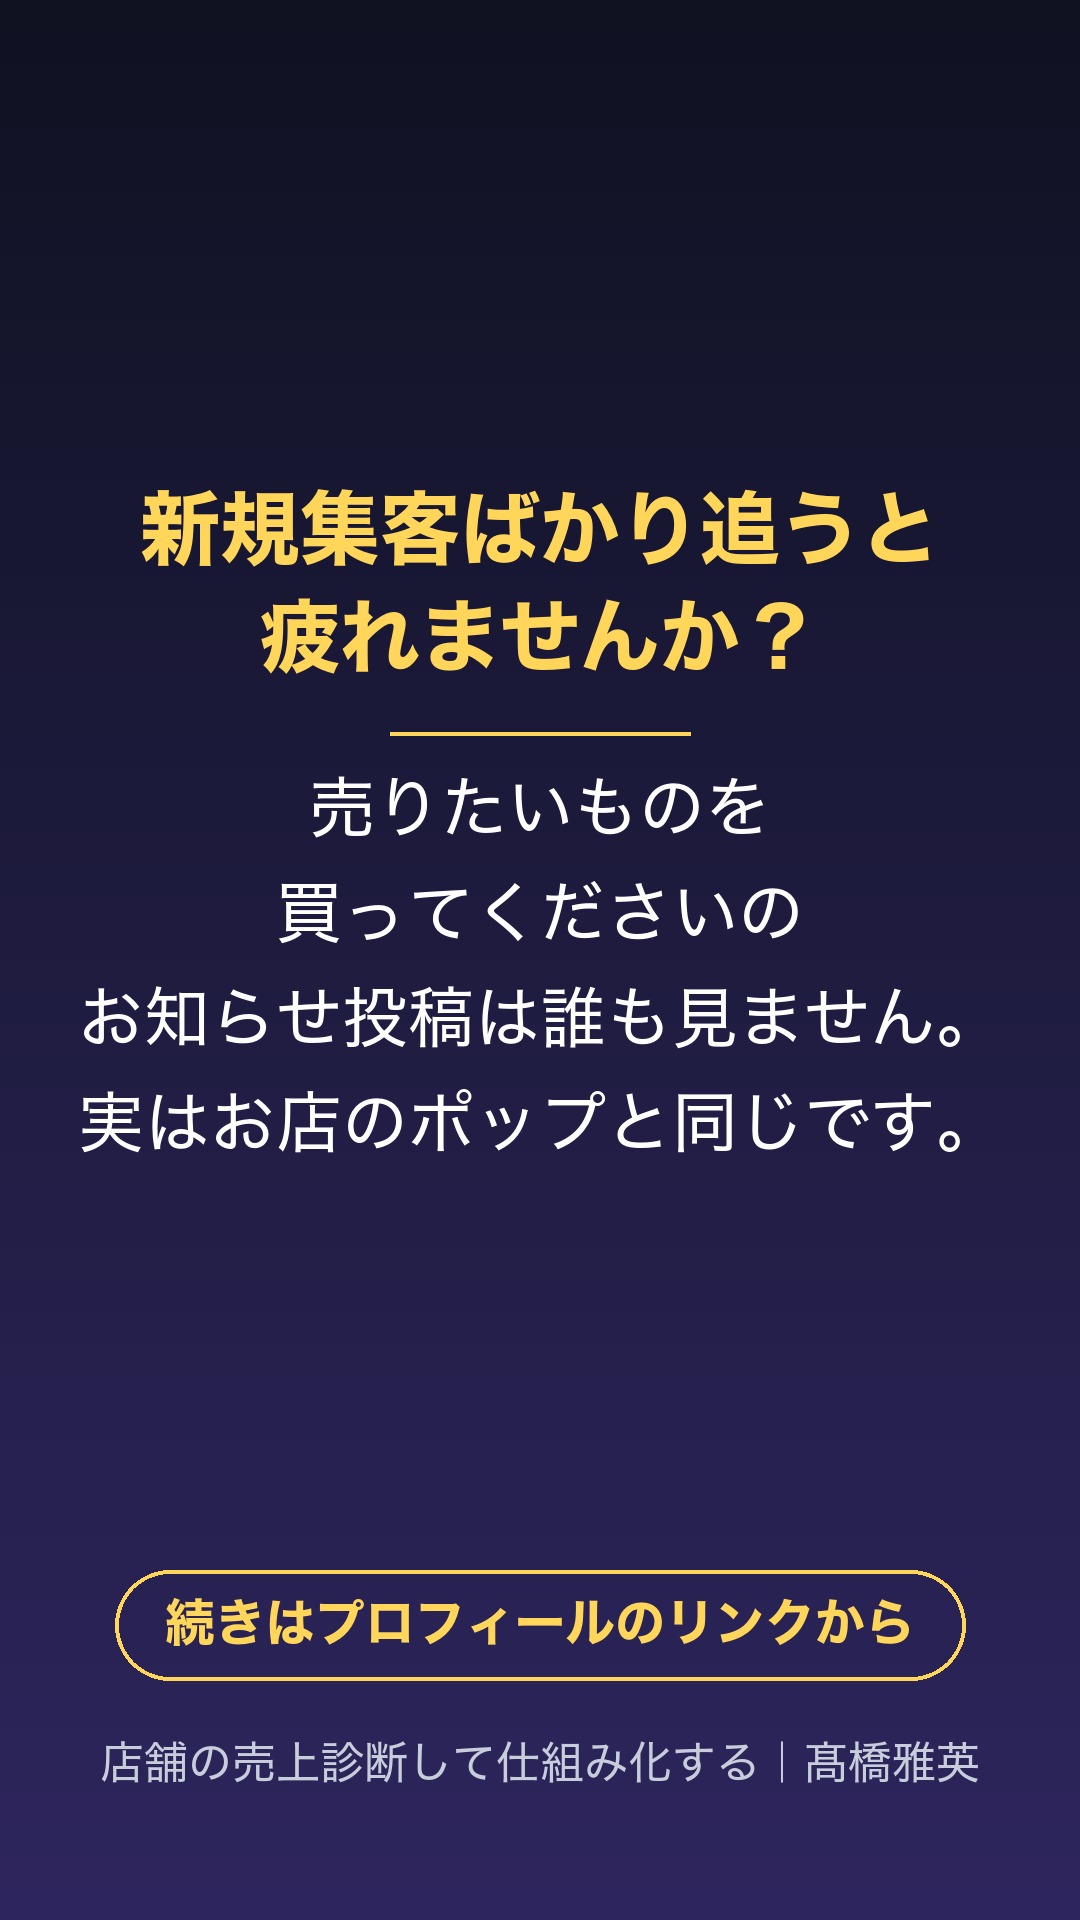 新規集客ばかり追うと
疲れませんか？
売りたいものを
買ってくださいの
お知らせ投稿は誰も見ません。
実はお店のポップと同じです。
続きはプロフィールのリンクから
店舗の売上診断して仕組み化する｜髙橋雅英